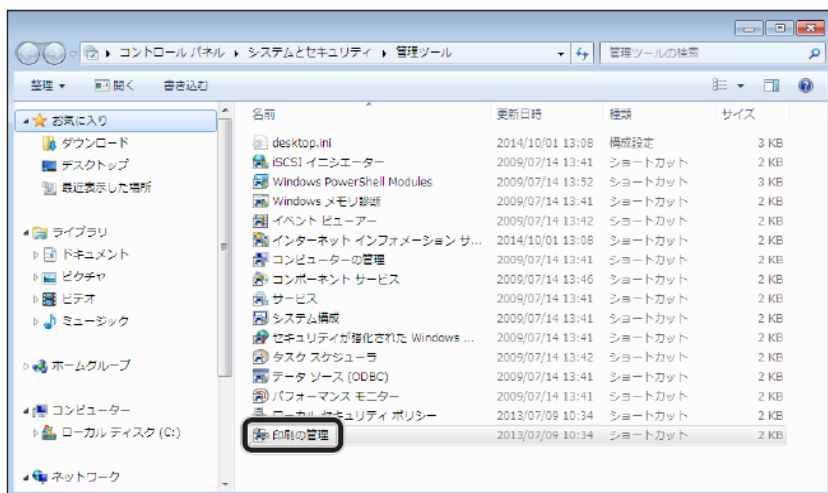 コントロール パネル ▸ システムとセキュリティ ▸ 管理ツール
管理ツールの検索
整理 ▼ 開く 書き込む
お気に入り
ダウンロード
デスクトップ
最近表示した場所
ライブラリ
ドキュメント
ピクチャ
ビデオ
ミュージック
ホームグループ
コンピューター
ローカル ディスク (C:)
ネットワーク
名前 更新日時 種類 サイズ
desktop.ini 2014/10/01 13:08 構成設定 3 KB
iSCSI イニシエーター 2009/07/14 13:41 ショートカット 2 KB
Windows PowerShell Modules 2009/07/14 13:52 ショートカット 3 KB
Windows メモリ診断 2009/07/14 13:41 ショートカット 2 KB
イベント ビューアー 2009/07/14 13:42 ショートカット 2 KB
インターネット インフォメーション サ... 2014/10/01 13:08 ショートカット 2 KB
コンピューターの管理 2009/07/14 13:41 ショートカット 2 KB
コンポーネント サービス 2009/07/14 13:46 ショートカット 2 KB
サービス 2009/07/14 13:41 ショートカット 2 KB
システム構成 2009/07/14 13:41 ショートカット 2 KB
セキュリティが強化された Windows ... 2009/07/14 13:41 ショートカット 2 KB
タスク スケジューラ 2009/07/14 13:42 ショートカット 2 KB
データ ソース (ODBC) 2009/07/14 13:41 ショートカット 2 KB
パフォーマンス モニター 2009/07/14 13:41 ショートカット 2 KB
ローカル セキュリティ ポリシー 2013/07/09 10:34 ショートカット 2 KB
印刷の管理 2013/07/09 10:34 ショートカット 2 KB